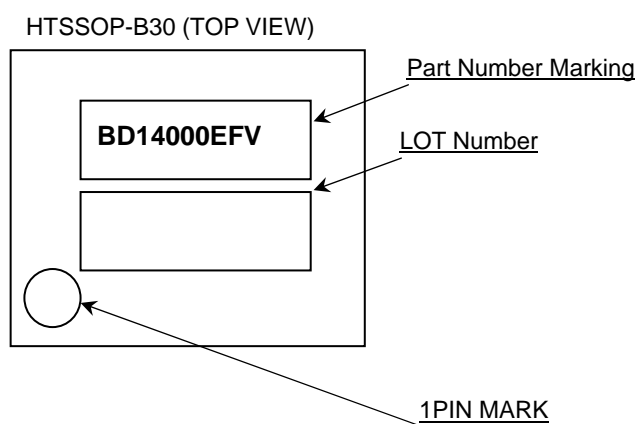 HTSSOP-B30 (TOP VIEW)
Part Number Marking
BD14000EFV
LOT Number
1PIN MARK